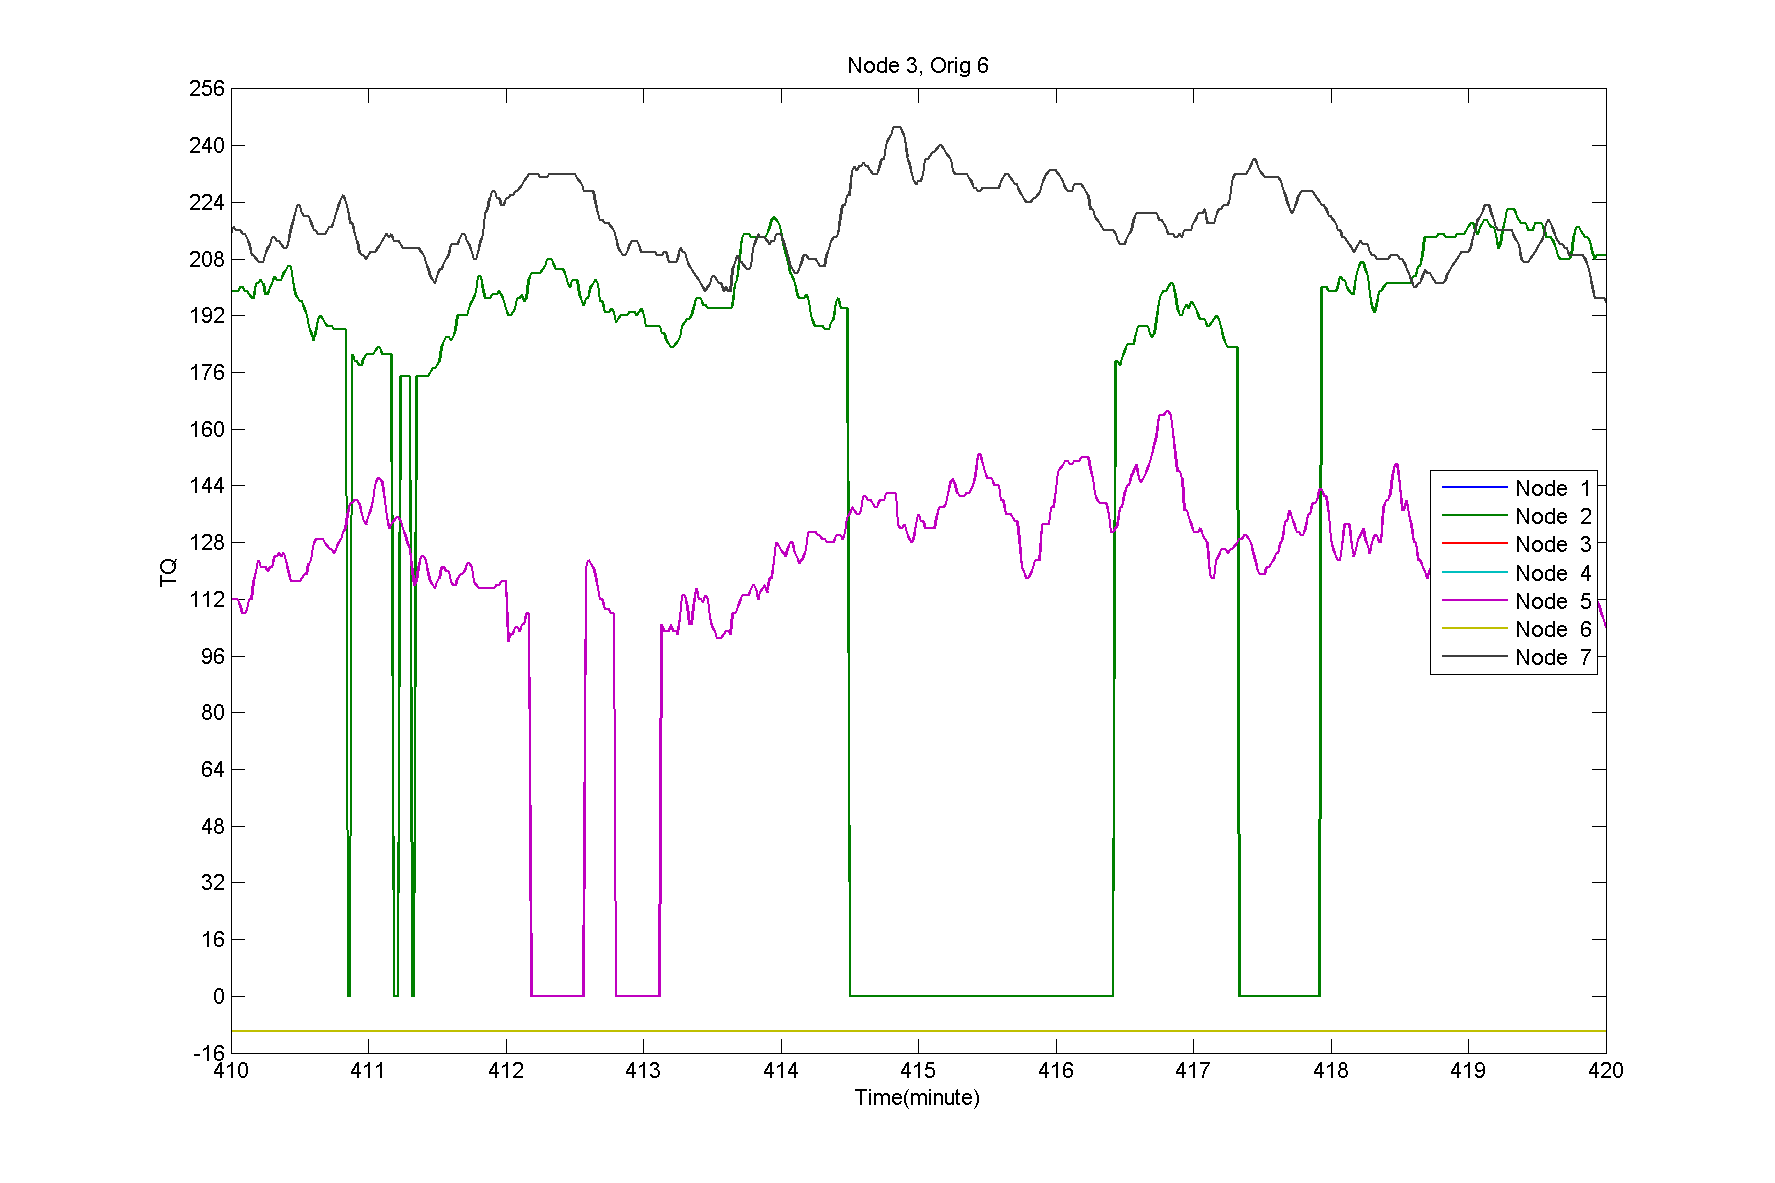 Node 3, Orig 6
256
240
224
208
192
176
160
144
128
112
96
80
64
48
32
16
0
-16
TQ
Node 1
Node 2
Node 3
Node 4
Node 5
Node 6
Node 7
410 411 412 413 414 415 416 417 418 419 420
Time(minute)